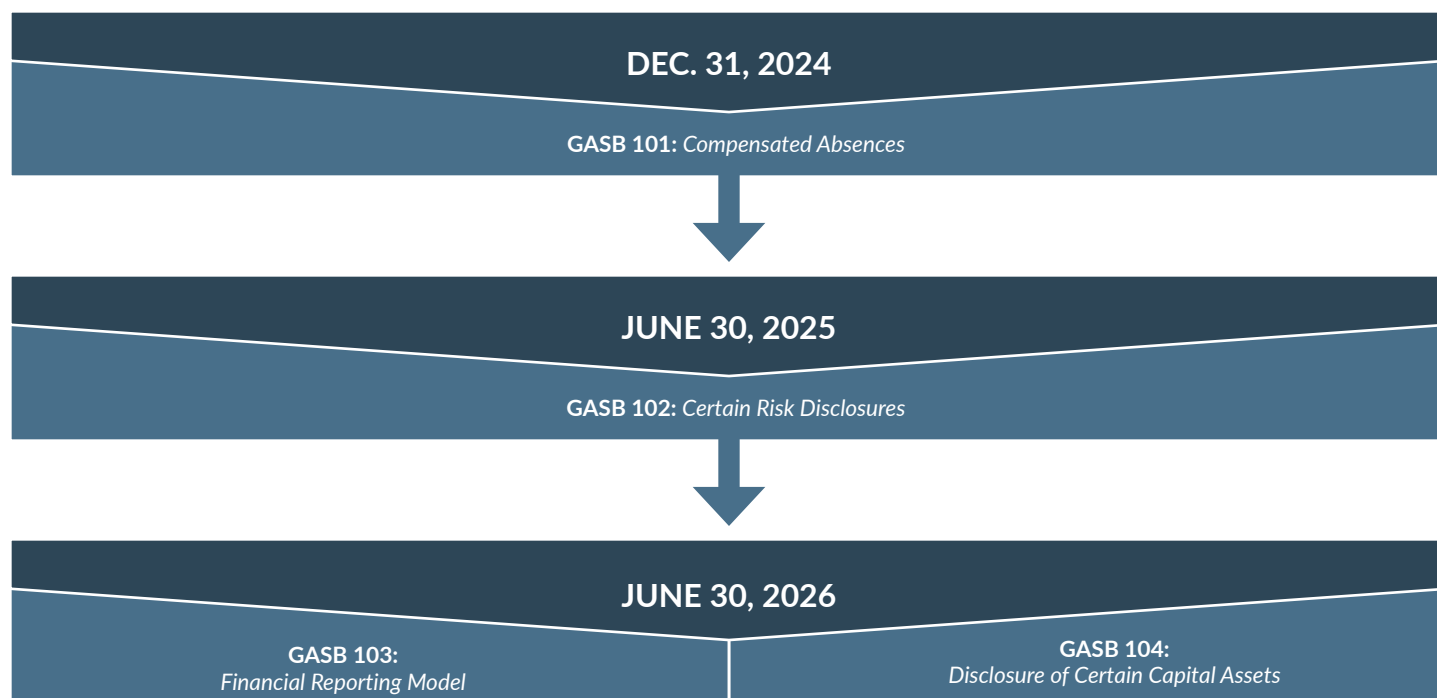 DEC. 31, 2024
GASB 101: Compensated Absences
JUNE 30, 2025
GASB 102: Certain Risk Disclosures
JUNE 30, 2026
GASB 103:
Financial Reporting Model
GASB 104:
Disclosure of Certain Capital Assets